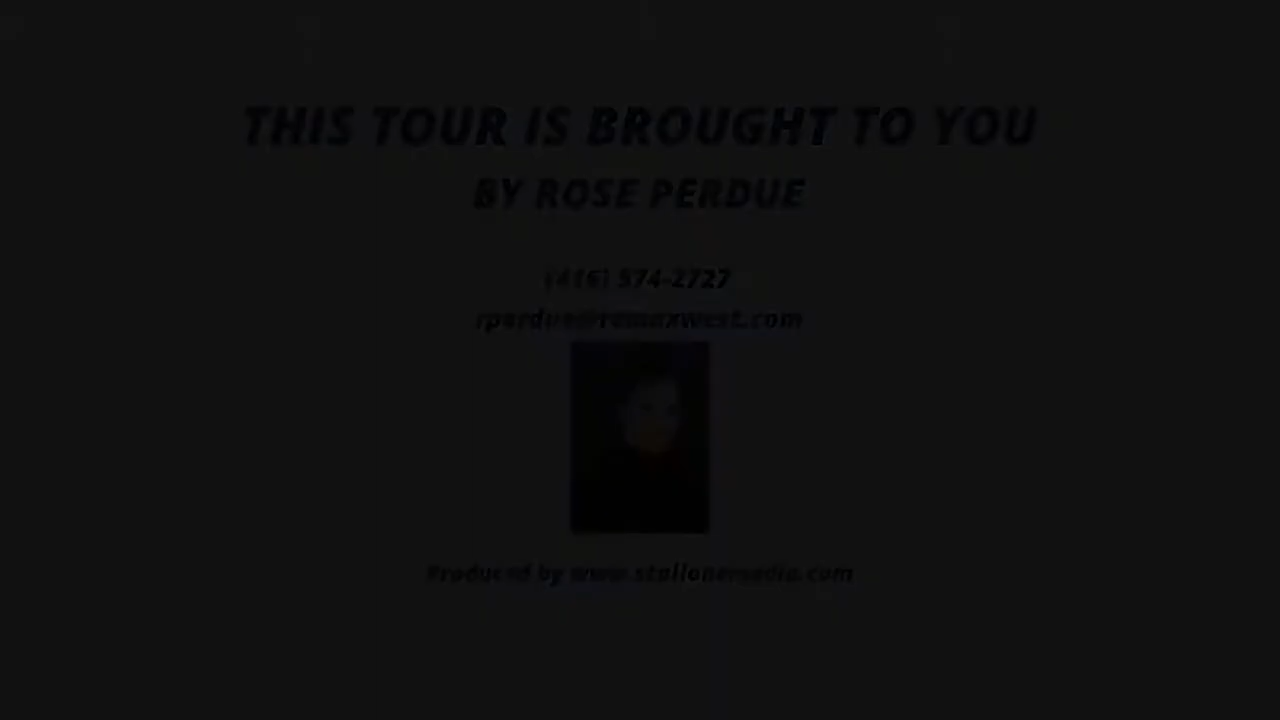 THIS TOUR IS BROUGHT TO YOU
BY ROSE PERDUE
(416) 574-2727
rperdue@remaxwest.com
Produced by www.stallonemedia.com